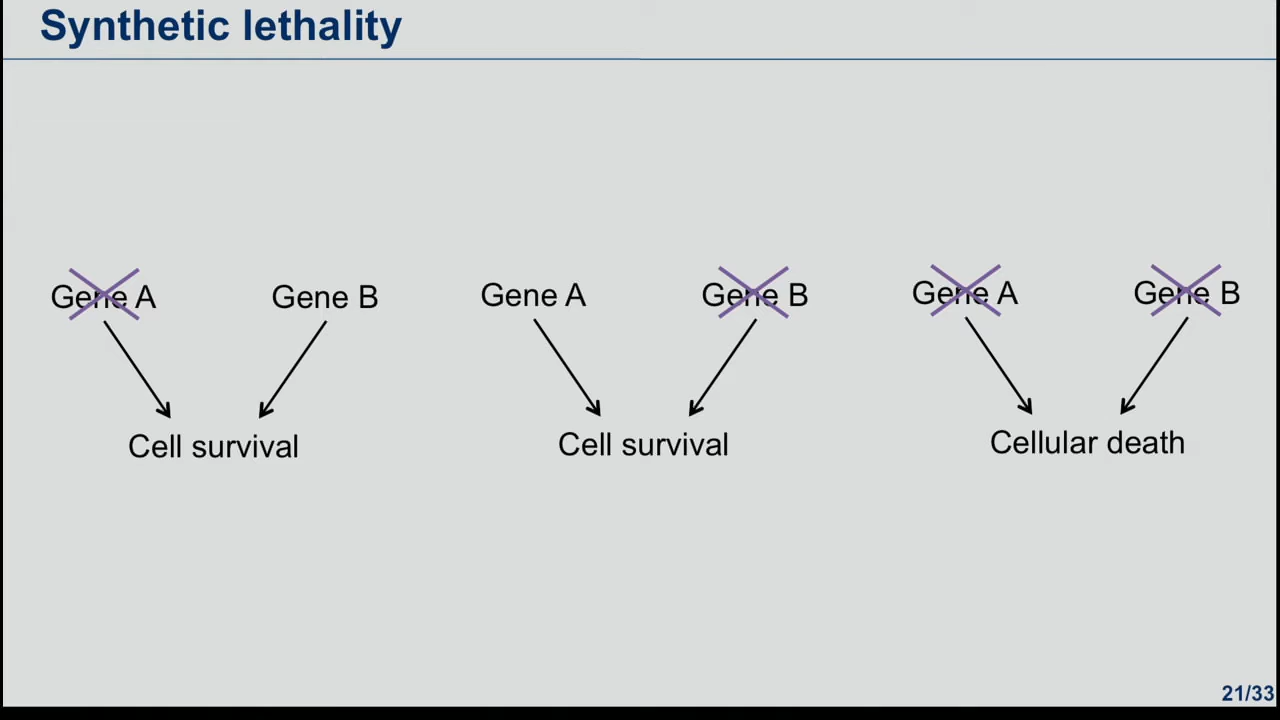 Synthetic lethality
Gene A Gene B Gene A Gene B Gene A Gene B
Cell survival Cell survival Cellular death
21/33